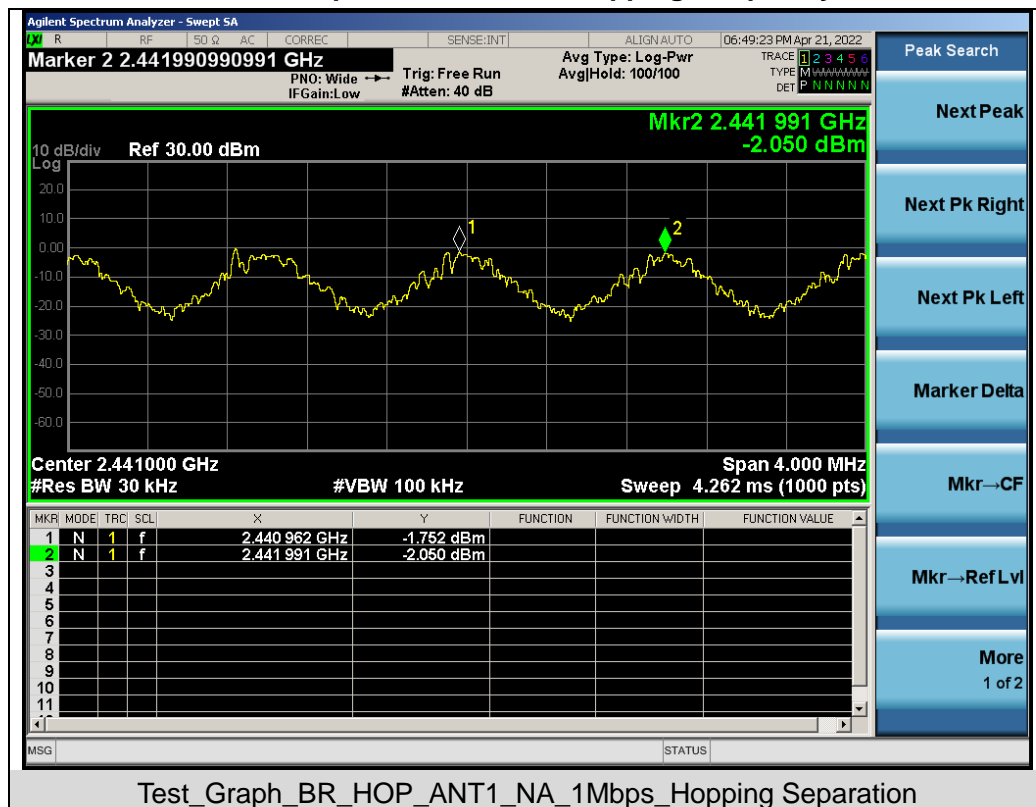 Agilent Spectrum Analyzer - Swept SA
LXI R RF 50 Ω AC CORREC SENSE:INT ALIGN AUTO 06:49:23 PM Apr 21, 2022
Marker 2 2.441990990991 GHz
PNO: Wide
IFGain:Low
Trig: Free Run
#Atten: 40 dB
Avg Type: Log-Pwr
Avg|Hold: 100/100
TRACE 1 2 3 4 5 6
TYPE M WWWWW
DET P N N N N N
Peak Search
Mkr2 2.441 991 GHz
-2.050 dBm
10 dB/div Ref 30.00 dBm
Log
20.0
10.0
0.00
-10.0
-20.0
-30.0
-40.0
-50.0
-60.0
1
2
Center 2.441000 GHz Span 4.000 MHz
#Res BW 30 kHz #VBW 100 kHz Sweep 4.262 ms (1000 pts)
MKR MODE TRC SCL X Y FUNCTION FUNCTION WIDTH FUNCTION VALUE
1 N 1 f 2.440 962 GHz -1.752 dBm
2 N 1 f 2.441 991 GHz -2.050 dBm
3
4
5
6
7
8
9
10
11
MSG STATUS
Next Peak
Next Pk Right
Next Pk Left
Marker Delta
Mkr→CF
Mkr→Ref Lvl
More
1 of 2
Test_Graph_BR_HOP_ANT1_NA_1Mbps_Hopping Separation